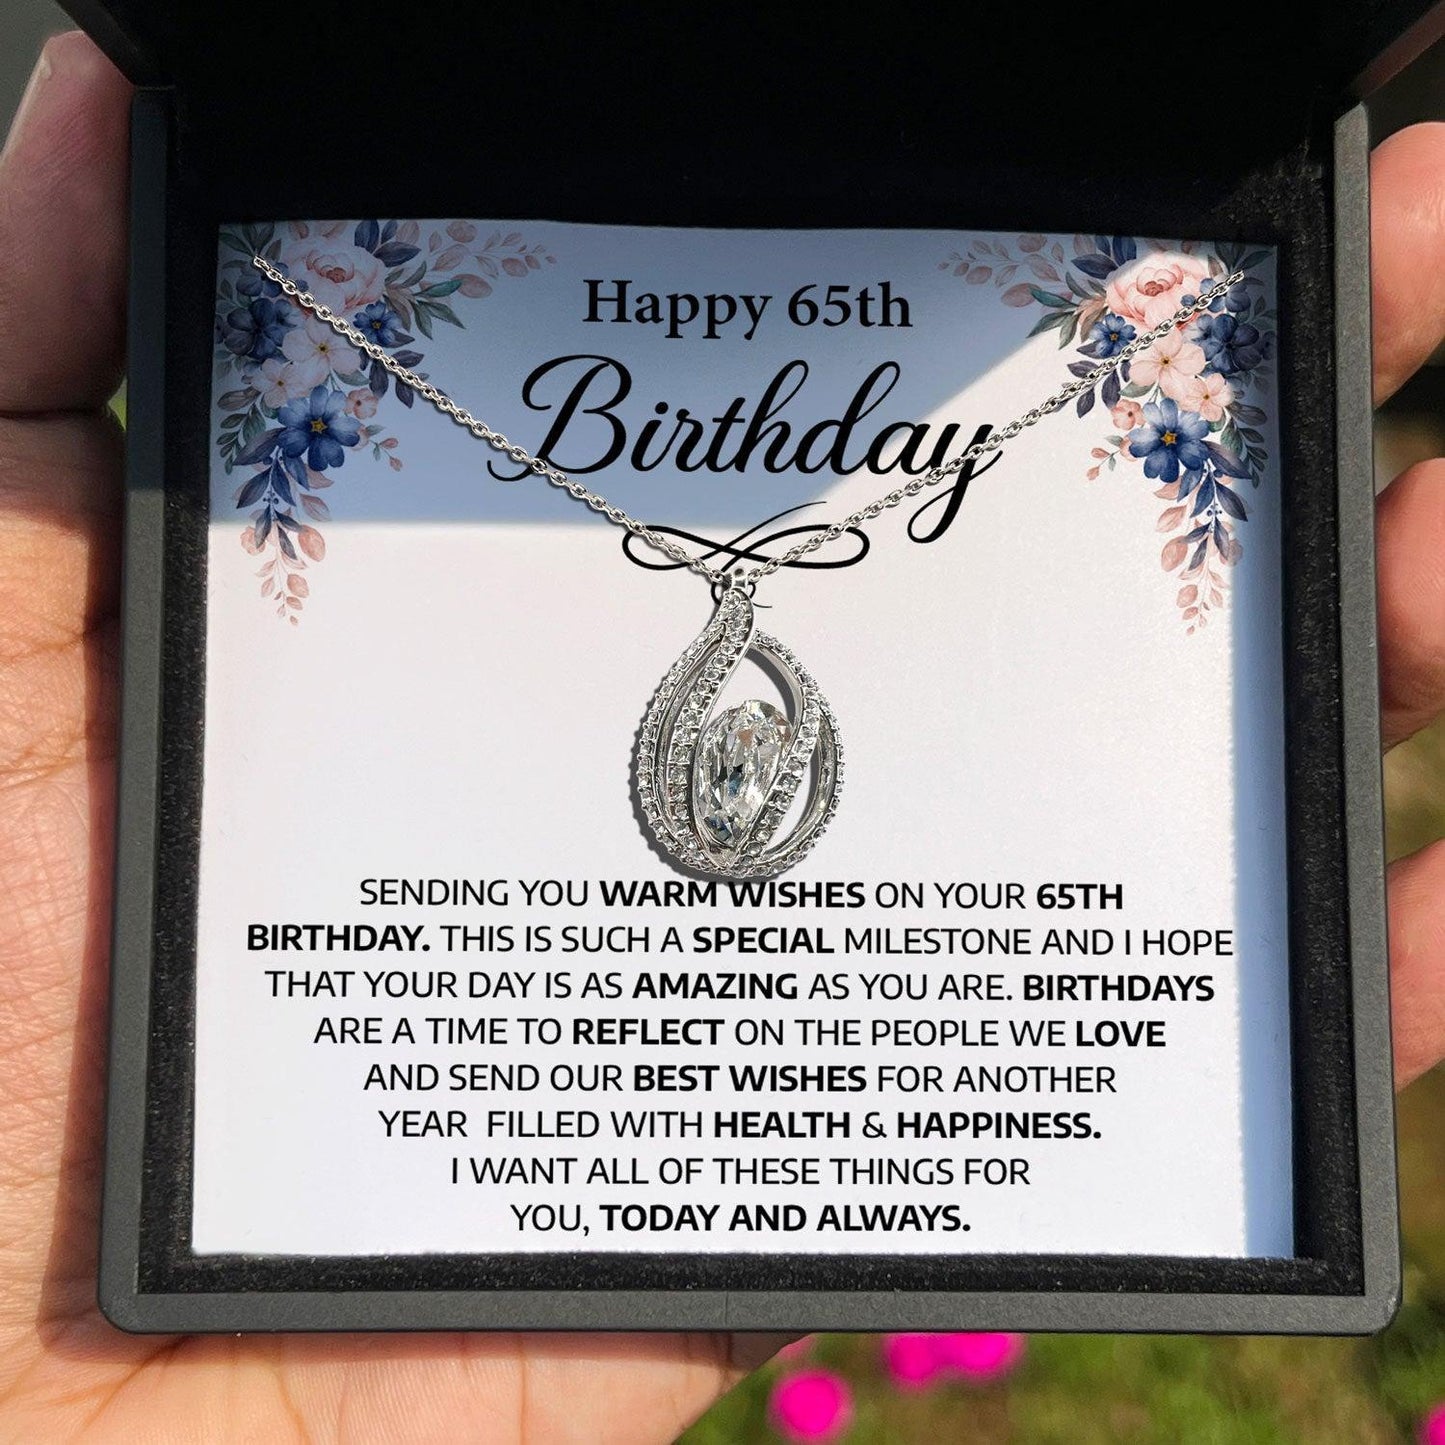 Happy 65th
Birthday
SENDING YOU WARM WISHES ON YOUR 65TH
BIRTHDAY. THIS IS SUCH A SPECIAL MILESTONE AND I HOPE
THAT YOUR DAY IS AS AMAZING AS YOU ARE. BIRTHDAYS
ARE A TIME TO REFLECT ON THE PEOPLE WE LOVE
AND SEND OUR BEST WISHES FOR ANOTHER
YEAR FILLED WITH HEALTH & HAPPINESS.
I WANT ALL OF THESE THINGS FOR
YOU, TODAY AND ALWAYS.